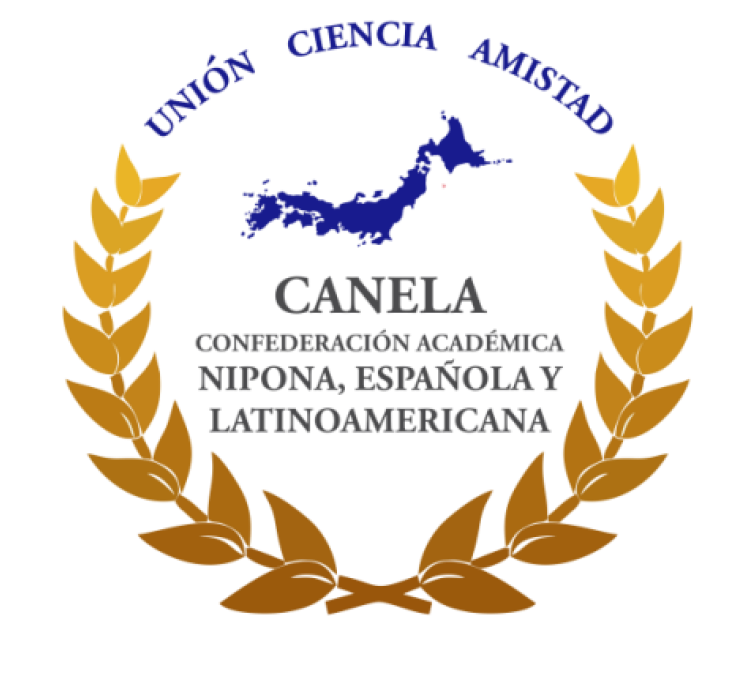 UNIÓN CIENCIA AMISTAD
CANELA
CONFEDERACIÓN ACADÉMICA
NIPONA, ESPAÑOLA Y
LATINOAMERICANA